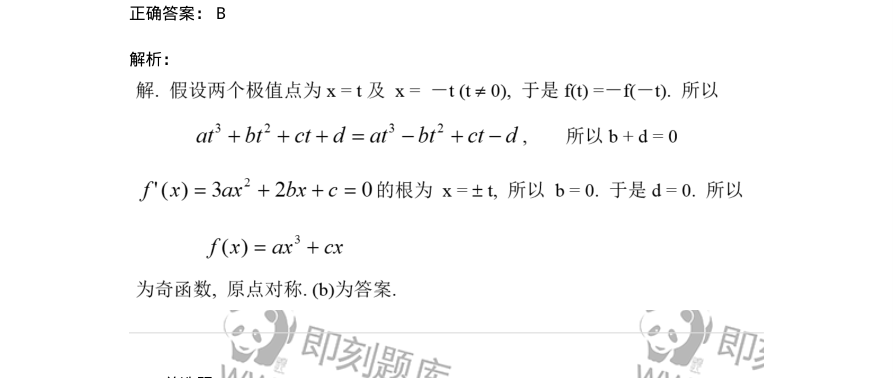 正确答案： B
解析：
解. 假设两个极值点为 x = t 及 x = －t (t ≠ 0), 于是 f(t) =－f(－t). 所以
at³ + bt² + ct + d = at³ − bt² + ct − d , 所以 b + d = 0
f'(x) = 3ax² + 2bx + c = 0 的根为 x = ± t, 所以 b = 0. 于是 d = 0. 所以
f(x) = ax³ + cx
为奇函数, 原点对称. (b)为答案.
即刻题库 即